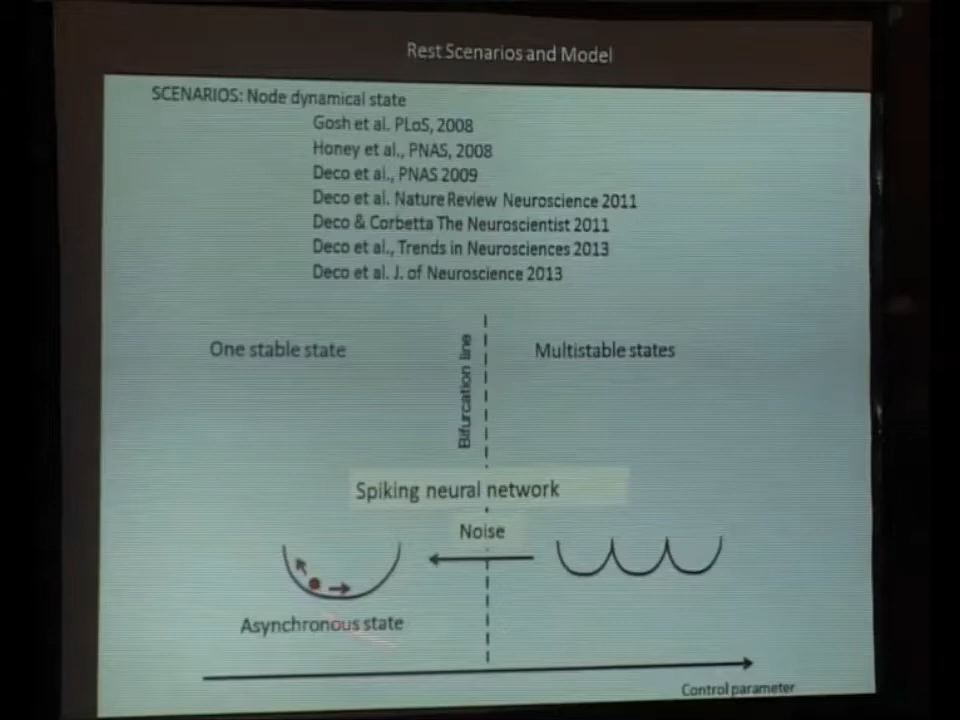 Rest Scenarios and Model
SCENARIOS: Node dynamical state
Gosh et al. PLoS, 2008
Honey et al., PNAS, 2008
Deco et al., PNAS 2009
Deco et al. Nature Review Neuroscience 2011
Deco & Corbetta The Neuroscientist 2011
Deco et al., Trends in Neurosciences 2013
Deco et al. J. of Neuroscience 2013
One stable state
Bifurcation line
Multistable states
Spiking neural network
Noise
Asynchronous state
Control parameter